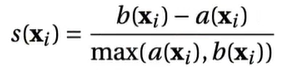 s(𝐱ᵢ) = (b(𝐱ᵢ) − a(𝐱ᵢ)) / max(a(𝐱ᵢ), b(𝐱ᵢ))